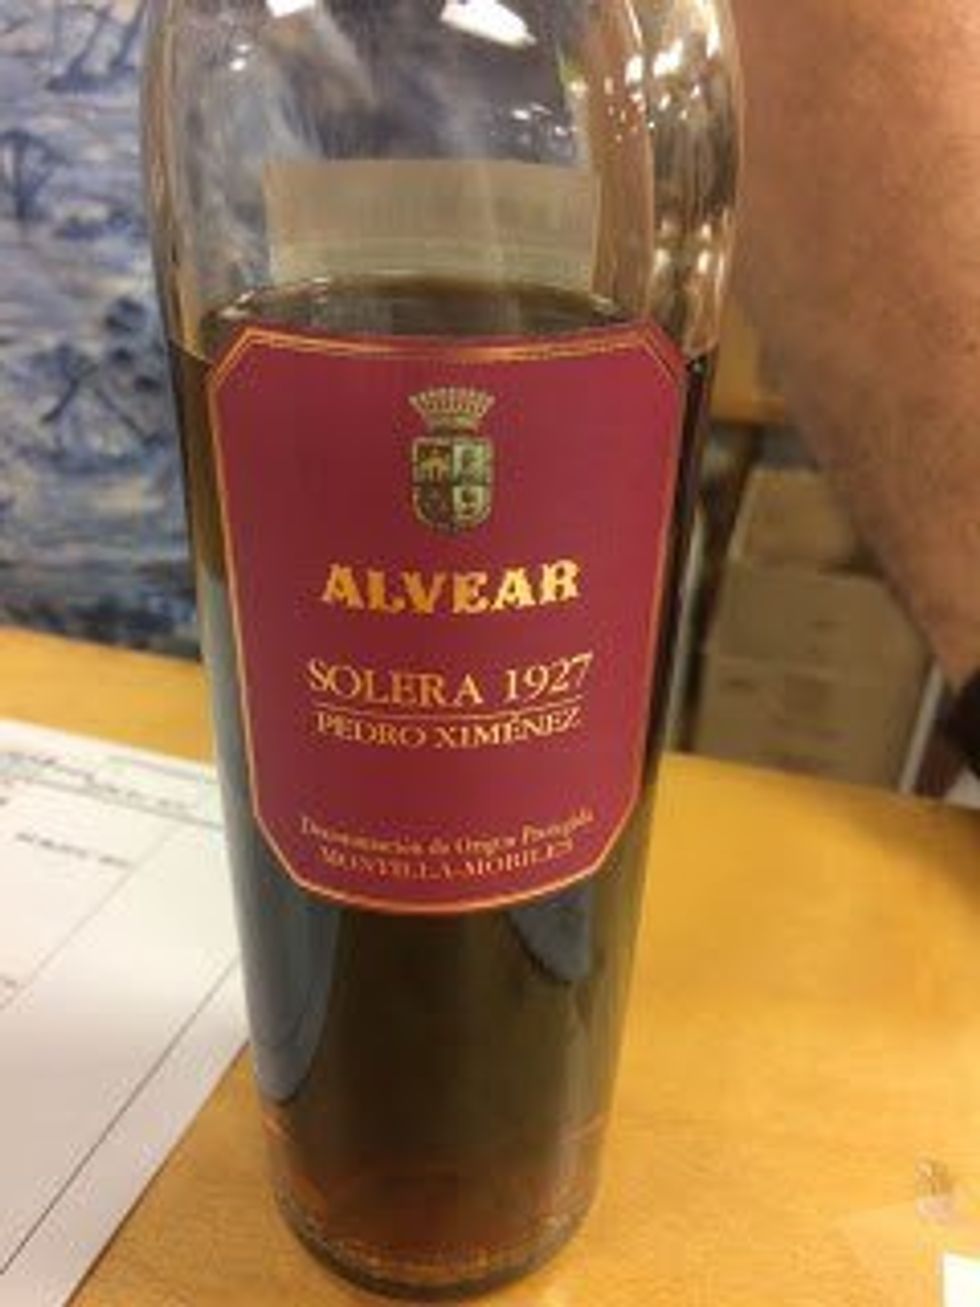 ALVEAR
SOLERA 1927
PEDRO XIMÉNEZ
Denominación de Origen Protegida
MONTILLA-MORILES